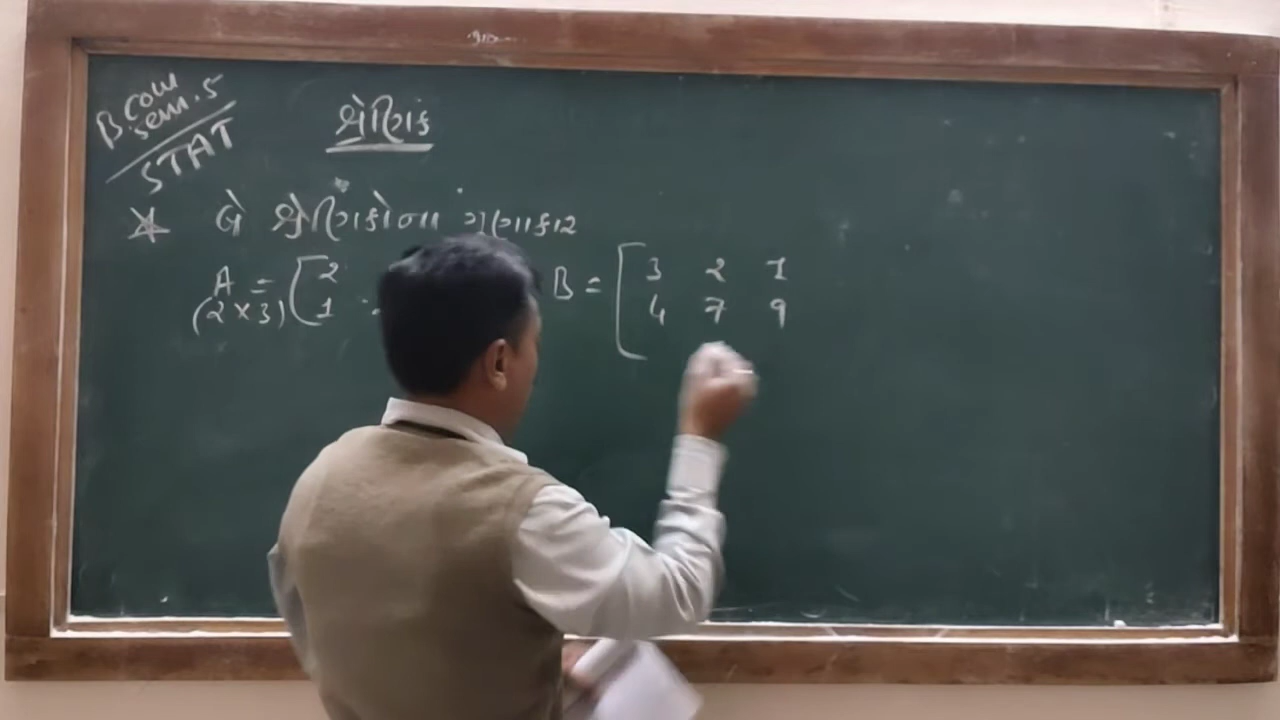 B com
sem. 5
STAT
શ્રેણિક
☆ બે શ્રેણિકોના ગુણાકાર
A = [ 2
(2 × 3) 1
B = [ 3 2 1
4 7 9